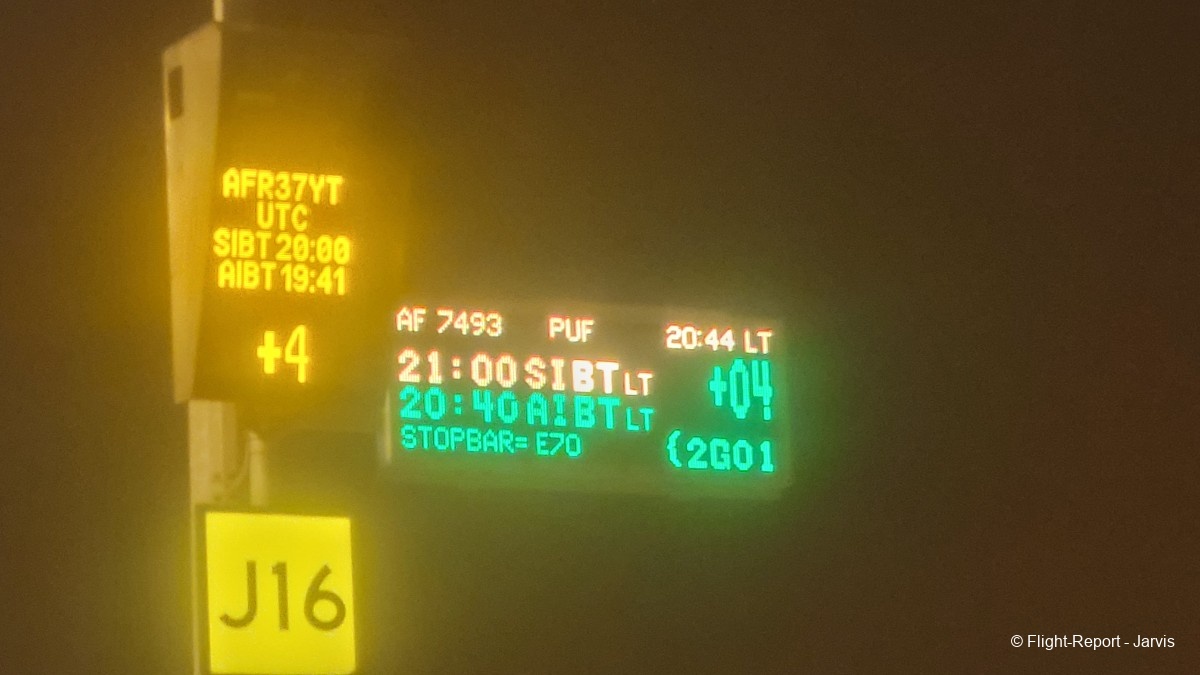 AFR37YT
UTC
SIBT 20:00
AIBT 19:41
+4
AF 7493 PUF 20:44 LT
21:00 SIBT LT +04
20:40 AIBT LT
STOPBAR= E70 {2G01
J16
© Flight-Report - Jarvis